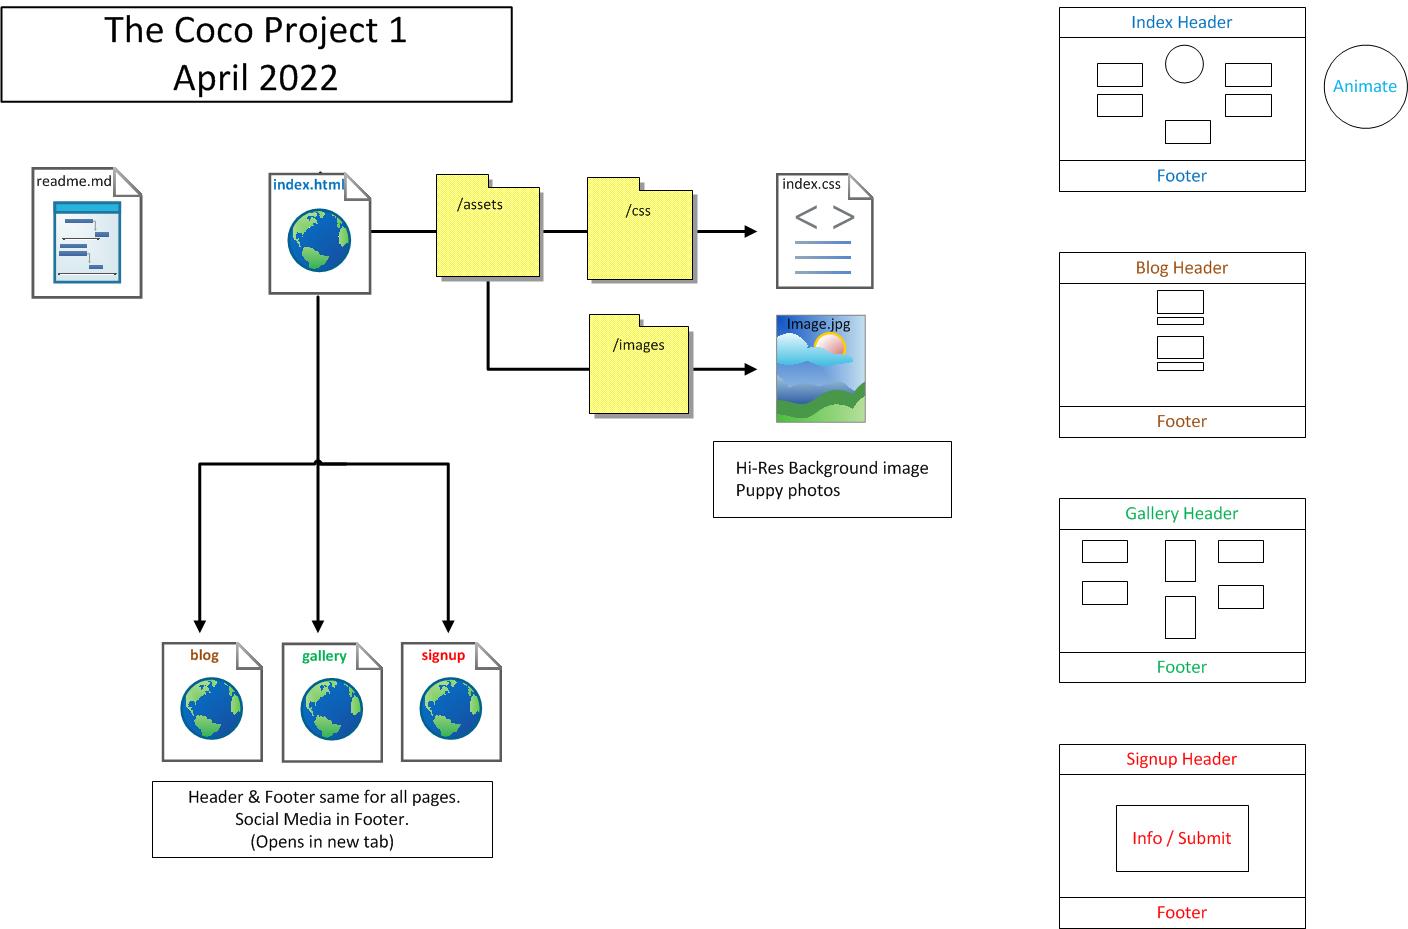 The Coco Project 1
April 2022
readme.md
index.html
/assets
/css
index.css
/images
Image.jpg
Hi-Res Background image
Puppy photos
blog
gallery
signup
Header & Footer same for all pages.
Social Media in Footer.
(Opens in new tab)
Index Header
Animate
Footer
Blog Header
Footer
Gallery Header
Footer
Signup Header
Info / Submit
Footer